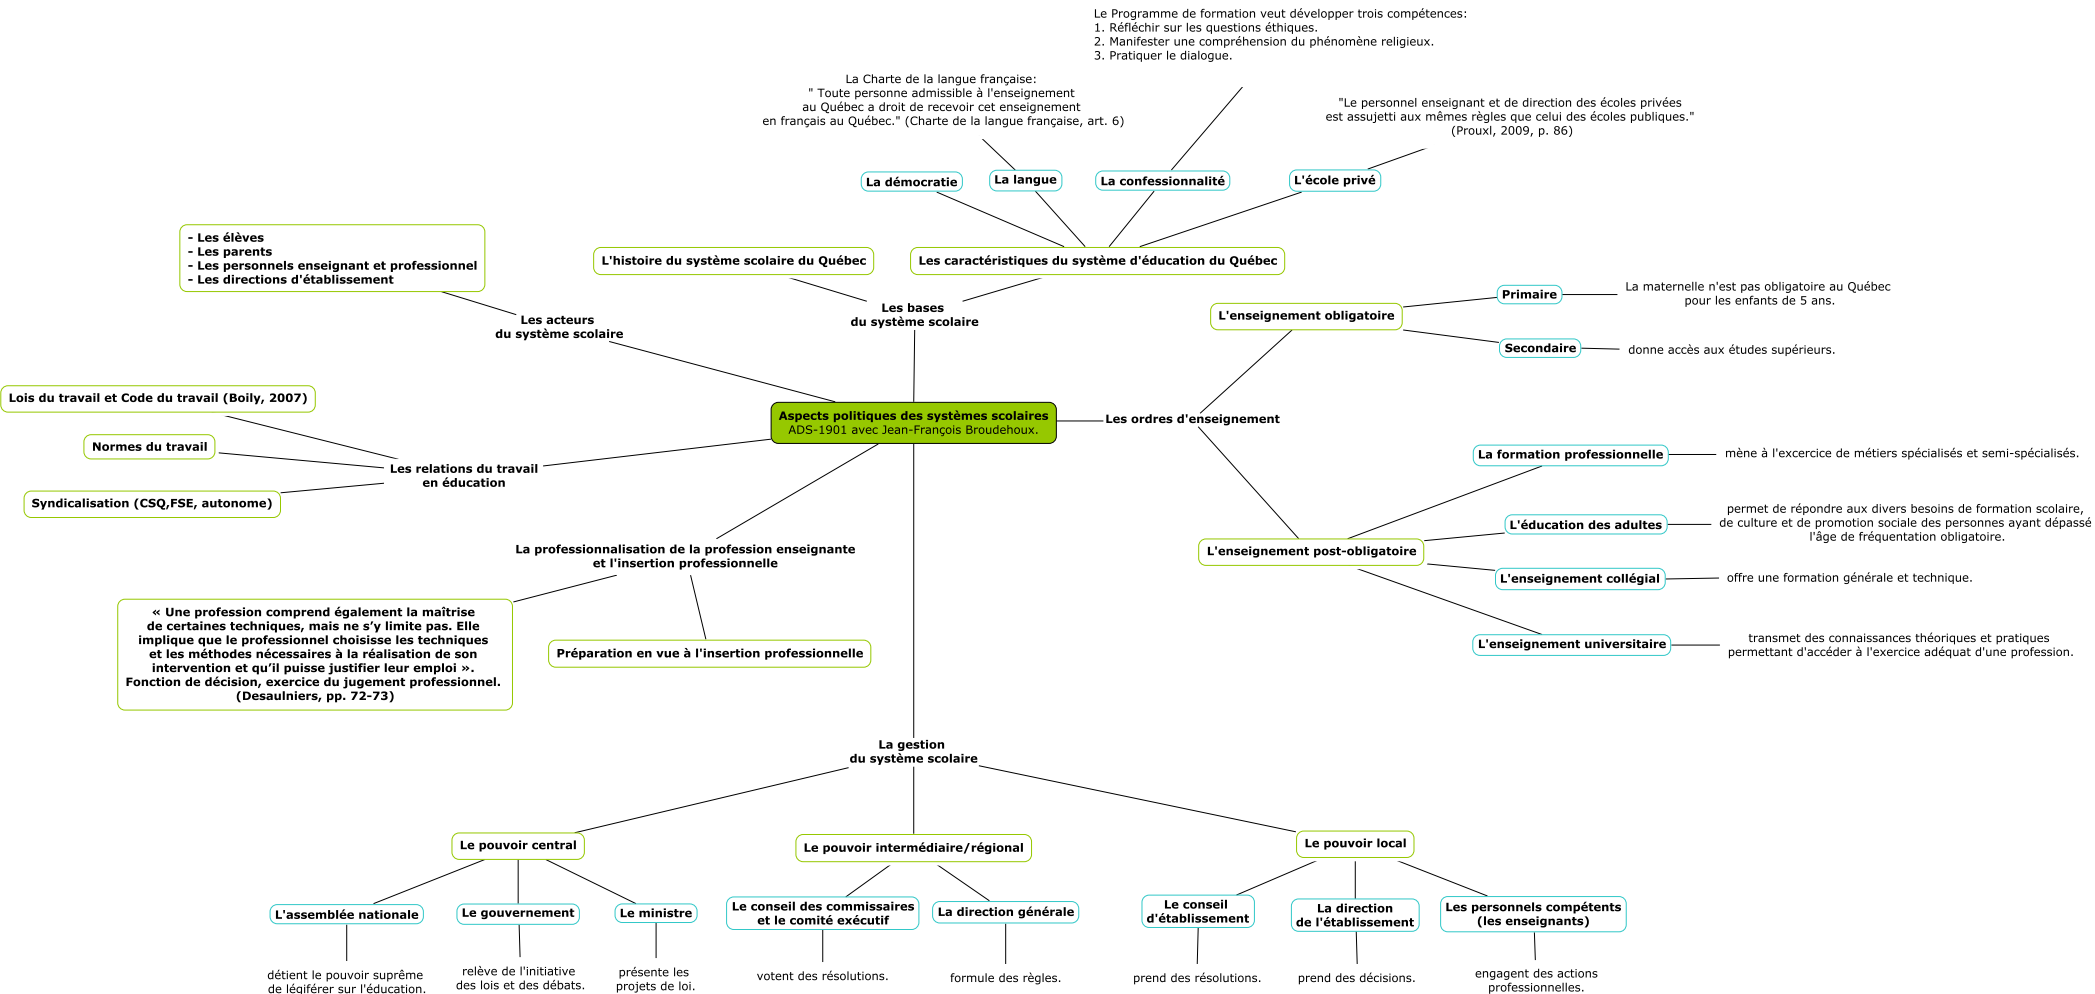 Le Programme de formation veut développer trois compétences:
1. Réfléchir sur les questions éthiques.
2. Manifester une compréhension du phénomène religieux.
3. Pratiquer le dialogue.
La Charte de la langue française:
" Toute personne admissible à l'enseignement
au Québec a droit de recevoir cet enseignement
en français au Québec." (Charte de la langue française, art. 6)
"Le personnel enseignant et de direction des écoles privées
est assujetti aux mêmes règles que celui des écoles publiques."
(Prouxl, 2009, p. 86)
La démocratie
La langue
La confessionnalité
L'école privé
- Les élèves
- Les parents
- Les personnels enseignant et professionnel
- Les directions d'établissement
L'histoire du système scolaire du Québec
Les caractéristiques du système d'éducation du Québec
Les acteurs
du système scolaire
Les bases
du système scolaire
L'enseignement obligatoire
Primaire
La maternelle n'est pas obligatoire au Québec
pour les enfants de 5 ans.
Secondaire
donne accès aux études supérieurs.
Lois du travail et Code du travail (Boily, 2007)
Normes du travail
Syndicalisation (CSQ,FSE, autonome)
Les relations du travail
en éducation
Aspects politiques des systèmes scolaires
ADS-1901 avec Jean-François Broudehoux.
Les ordres d'enseignement
La formation professionnelle
mène à l'excercice de métiers spécialisés et semi-spécialisés.
L'éducation des adultes
permet de répondre aux divers besoins de formation scolaire,
de culture et de promotion sociale des personnes ayant dépassé
l'âge de fréquentation obligatoire.
L'enseignement post-obligatoire
L'enseignement collégial
offre une formation générale et technique.
L'enseignement universitaire
transmet des connaissances théoriques et pratiques
permettant d'accéder à l'exercice adéquat d'une profession.
La professionnalisation de la profession enseignante
et l'insertion professionnelle
« Une profession comprend également la maîtrise
de certaines techniques, mais ne s’y limite pas. Elle
implique que le professionnel choisisse les techniques
et les méthodes nécessaires à la réalisation de son
intervention et qu’il puisse justifier leur emploi ».
Fonction de décision, exercice du jugement professionnel.
(Desaulniers, pp. 72-73)
Préparation en vue à l'insertion professionnelle
La gestion
du système scolaire
Le pouvoir central
Le pouvoir intermédiaire/régional
Le pouvoir local
L'assemblée nationale
Le gouvernement
Le ministre
Le conseil des commissaires
et le comité exécutif
La direction générale
Le conseil
d'établissement
La direction
de l'établissement
Les personnels compétents
(les enseignants)
détient le pouvoir suprême
de légiférer sur l'éducation.
relève de l'initiative
des lois et des débats.
présente les
projets de loi.
votent des résolutions.
formule des règles.
prend des résolutions.
prend des décisions.
engagent des actions
professionnelles.